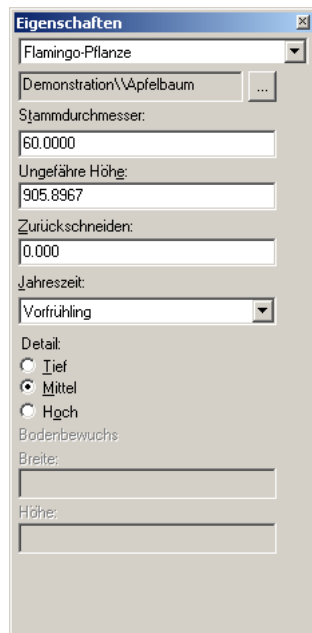 Eigenschaften
Flamingo-Pflanze
Demonstration\\Apfelbaum
...
Stammdurchmesser:
60.0000
Ungefähre Höhe:
905.8967
Zurückschneiden:
0.000
Jahreszeit:
Vorfrühling
Detail:
Tief
Mittel
Hoch
Bodenbewuchs
Breite:
Höhe: